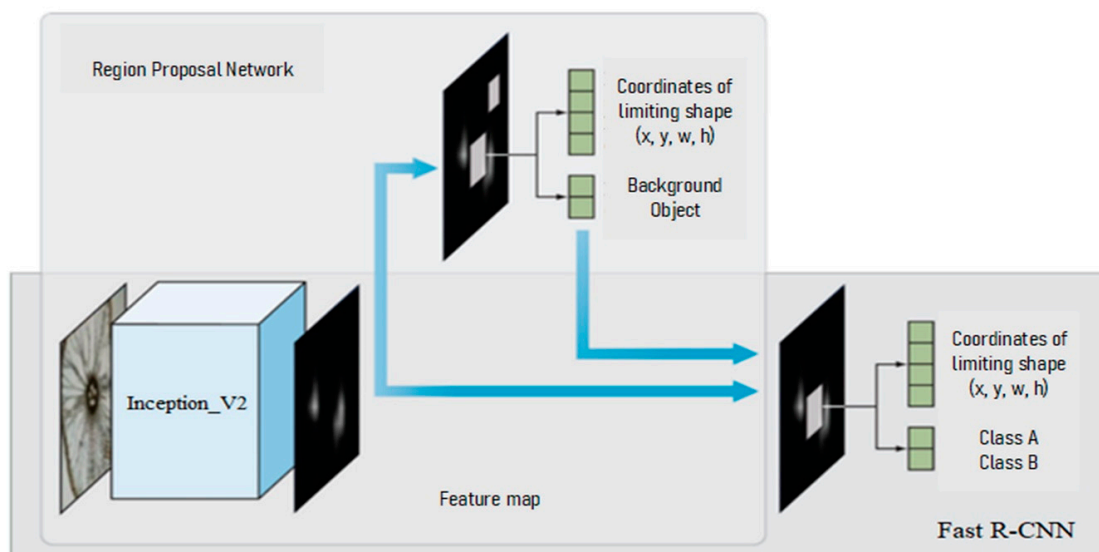 Region Proposal Network
Coordinates of
limiting shape
(x, y, w, h)
Background
Object
Inception_V2
Feature map
Coordinates of
limiting shape
(x, y, w, h)
Class A
Class B
Fast R-CNN